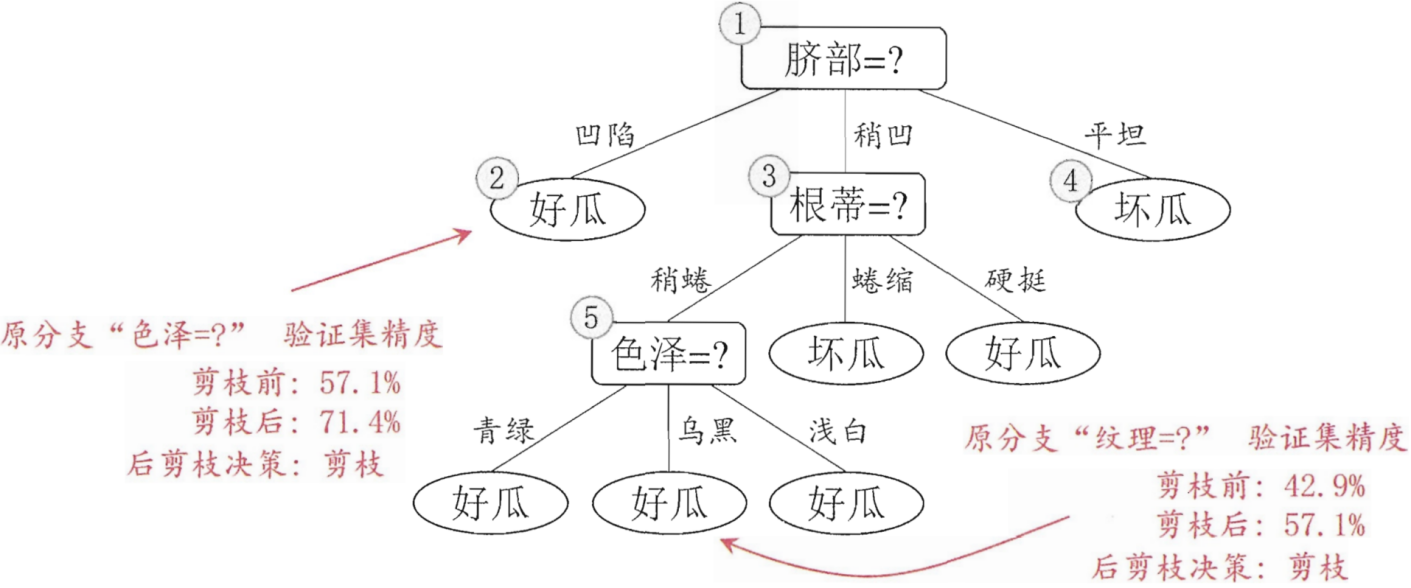 ①
脐部=?
凹陷 稍凹 平坦
② ③ ④
好瓜 根蒂=? 坏瓜
稍蜷 蜷缩 硬挺
⑤
色泽=? 坏瓜 好瓜
原分支“色泽=?” 验证集精度
剪枝前: 57.1%
剪枝后: 71.4%
后剪枝决策: 剪枝
青绿 乌黑 浅白
好瓜 好瓜 好瓜
原分支“纹理=?” 验证集精度
剪枝前: 42.9%
剪枝后: 57.1%
后剪枝决策: 剪枝